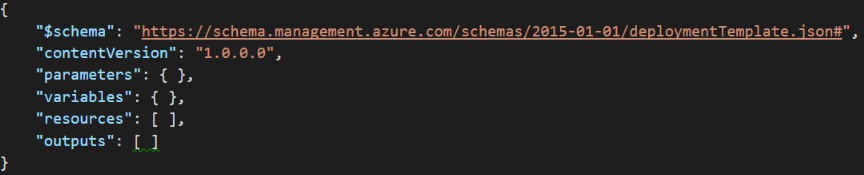 {
    "$schema": "https://schema.management.azure.com/schemas/2015-01-01/deploymentTemplate.json#",
    "contentVersion": "1.0.0.0",
    "parameters": { },
    "variables": { },
    "resources": [ ],
    "outputs": [ ]
}